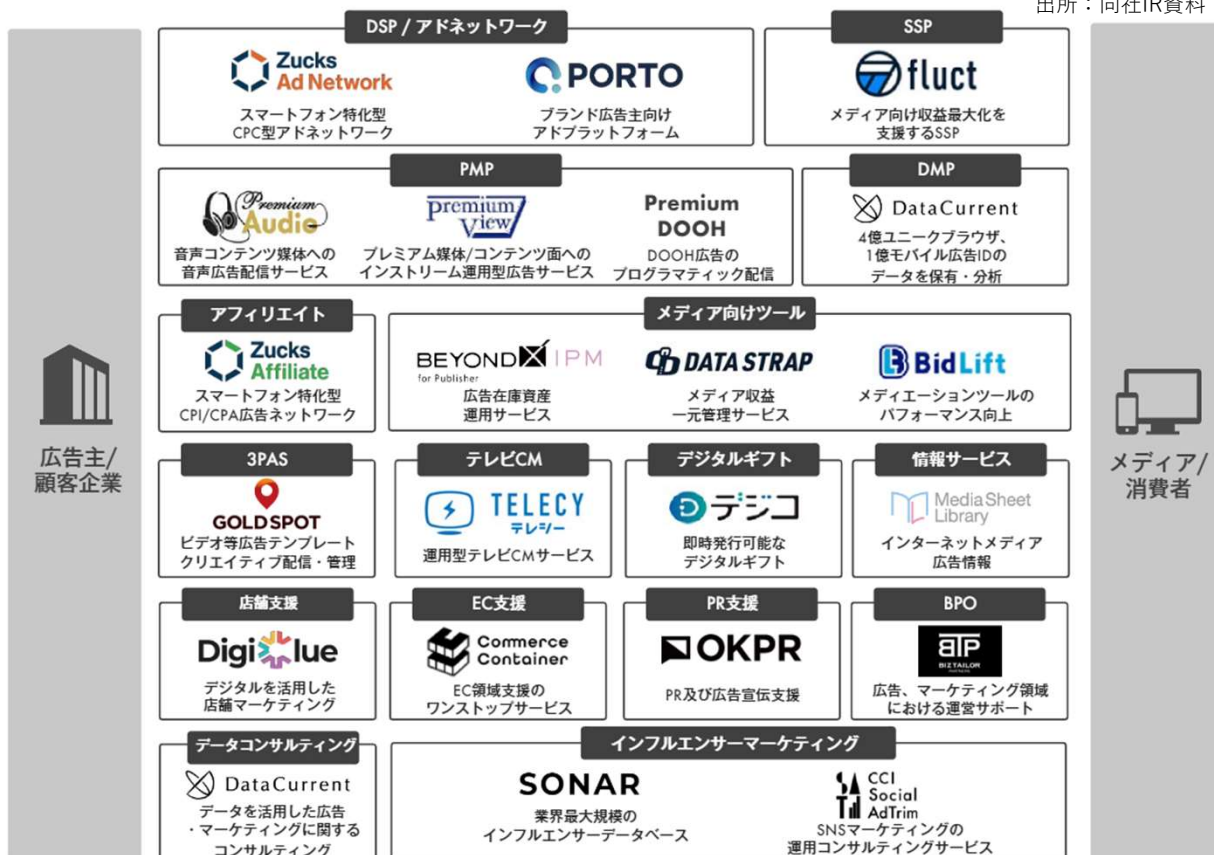 出所：同社IR資料
DSP / アドネットワーク
Zucks
Ad Network
スマートフォン特化型
CPC型アドネットワーク
PORTO
ブランド広告主向け
アドプラットフォーム
SSP
fluct
メディア向け収益最大化を
支援するSSP
PMP
Premium
Audio
音声コンテンツ媒体への
音声広告配信サービス
premium
View
プレミアム媒体/コンテンツ面への
インストリーム運用型広告サービス
Premium
DOOH
DOOH広告の
プログラマティック配信
DMP
DataCurrent
4億ユニークブラウザ、
1億モバイル広告IDの
データを保有・分析
アフィリエイト
Zucks
Affiliate
スマートフォン特化型
CPI/CPA広告ネットワーク
メディア向けツール
BEYONDX IPM
for Publisher
広告在庫資産
運用サービス
DATA STRAP
メディア収益
一元管理サービス
BidLift
メディエーションツールの
パフォーマンス向上
広告主/
顧客企業
メディア/
消費者
3PAS
GOLDSPOT
ビデオ等広告テンプレート
クリエイティブ配信・管理
テレビCM
TELECY
テレシー
運用型テレビCMサービス
デジタルギフト
デジコ
即時発行可能な
デジタルギフト
情報サービス
Media Sheet
Library
インターネットメディア
広告情報
店舗支援
Digiclue
デジタルを活用した
店舗マーケティング
EC支援
Commerce
Container
EC領域支援の
ワンストップサービス
PR支援
OKPR
PR及び広告宣伝支援
BPO
BTP
BIZTAILOR
PARTNERS
広告、マーケティング領域
における運営サポート
データコンサルティング
DataCurrent
データを活用した広告
・マーケティングに関する
コンサルティング
インフルエンサーマーケティング
SONAR
業界最大規模の
インフルエンサーデータベース
SAT
CCI
Social
AdTrim
SNSマーケティングの
運用コンサルティングサービス